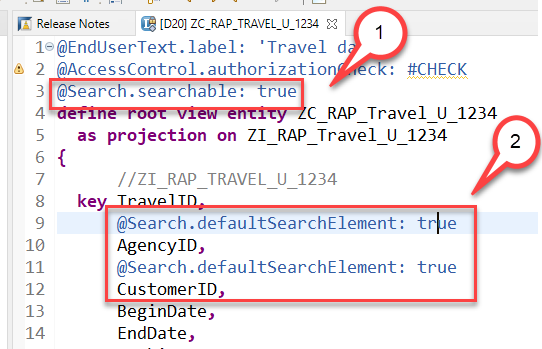 Release Notes [D20] ZC_RAP_TRAVEL_U_1234
1
1 @EndUserText.label: 'Travel da
2 @AccessControl.authorizationCheck: #CHECK
3 @Search.searchable: true
4 define root view entity ZC_RAP_Travel_U_1234
5 as projection on ZI_RAP_Travel_U_1234
2
6 {
7 //ZI_RAP_TRAVEL_U_1234
8 key TravelID,
9 @Search.defaultSearchElement: true
10 AgencyID,
11 @Search.defaultSearchElement: true
12 CustomerID,
13 BeginDate,
14 EndDate,